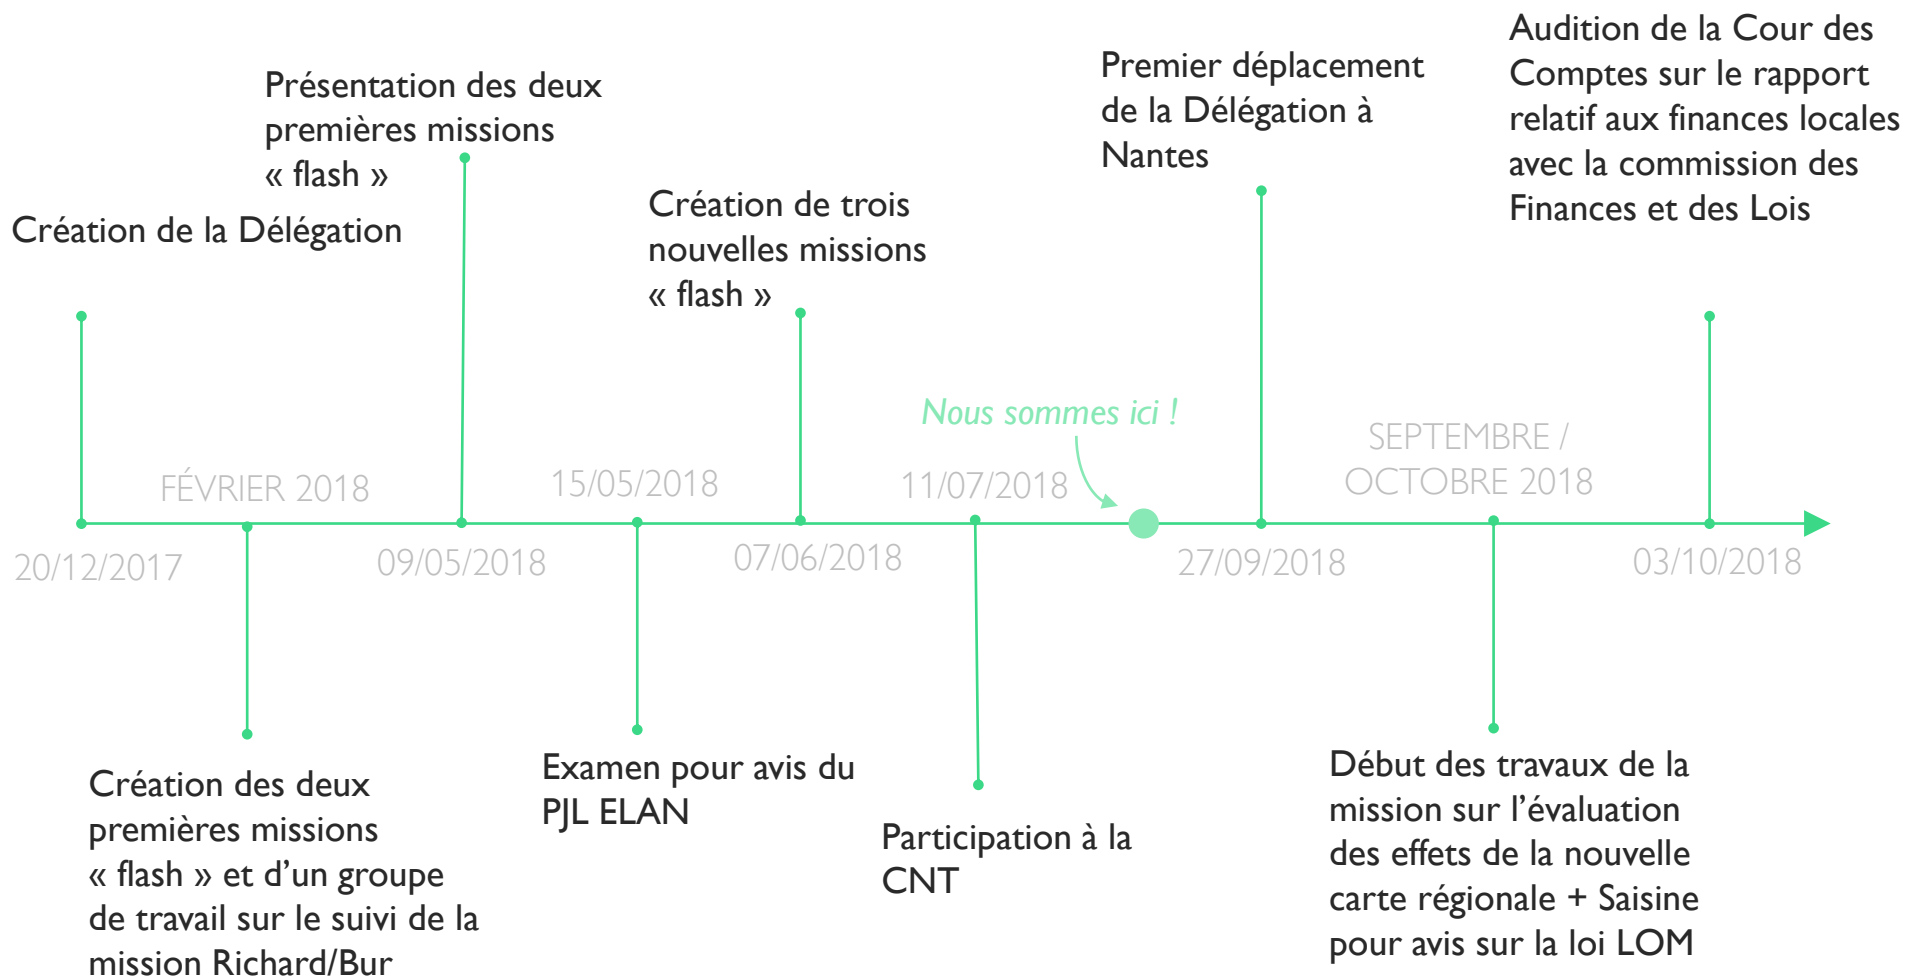 Création de la Délégation
20/12/2017
FÉVRIER 2018
Création des deux
premières missions
« flash » et d’un groupe
de travail sur le suivi de la
mission Richard/Bur
Présentation des deux
premières missions
« flash »
09/05/2018
15/05/2018
Examen pour avis du
PJL ELAN
Création de trois
nouvelles missions
« flash »
07/06/2018
11/07/2018
Participation à la
CNT
Nous sommes ici !
Premier déplacement
de la Délégation à
Nantes
27/09/2018
SEPTEMBRE /
OCTOBRE 2018
Début des travaux de la
mission sur l’évaluation
des effets de la nouvelle
carte régionale + Saisine
pour avis sur la loi LOM
Audition de la Cour des
Comptes sur le rapport
relatif aux finances locales
avec la commission des
Finances et des Lois
03/10/2018